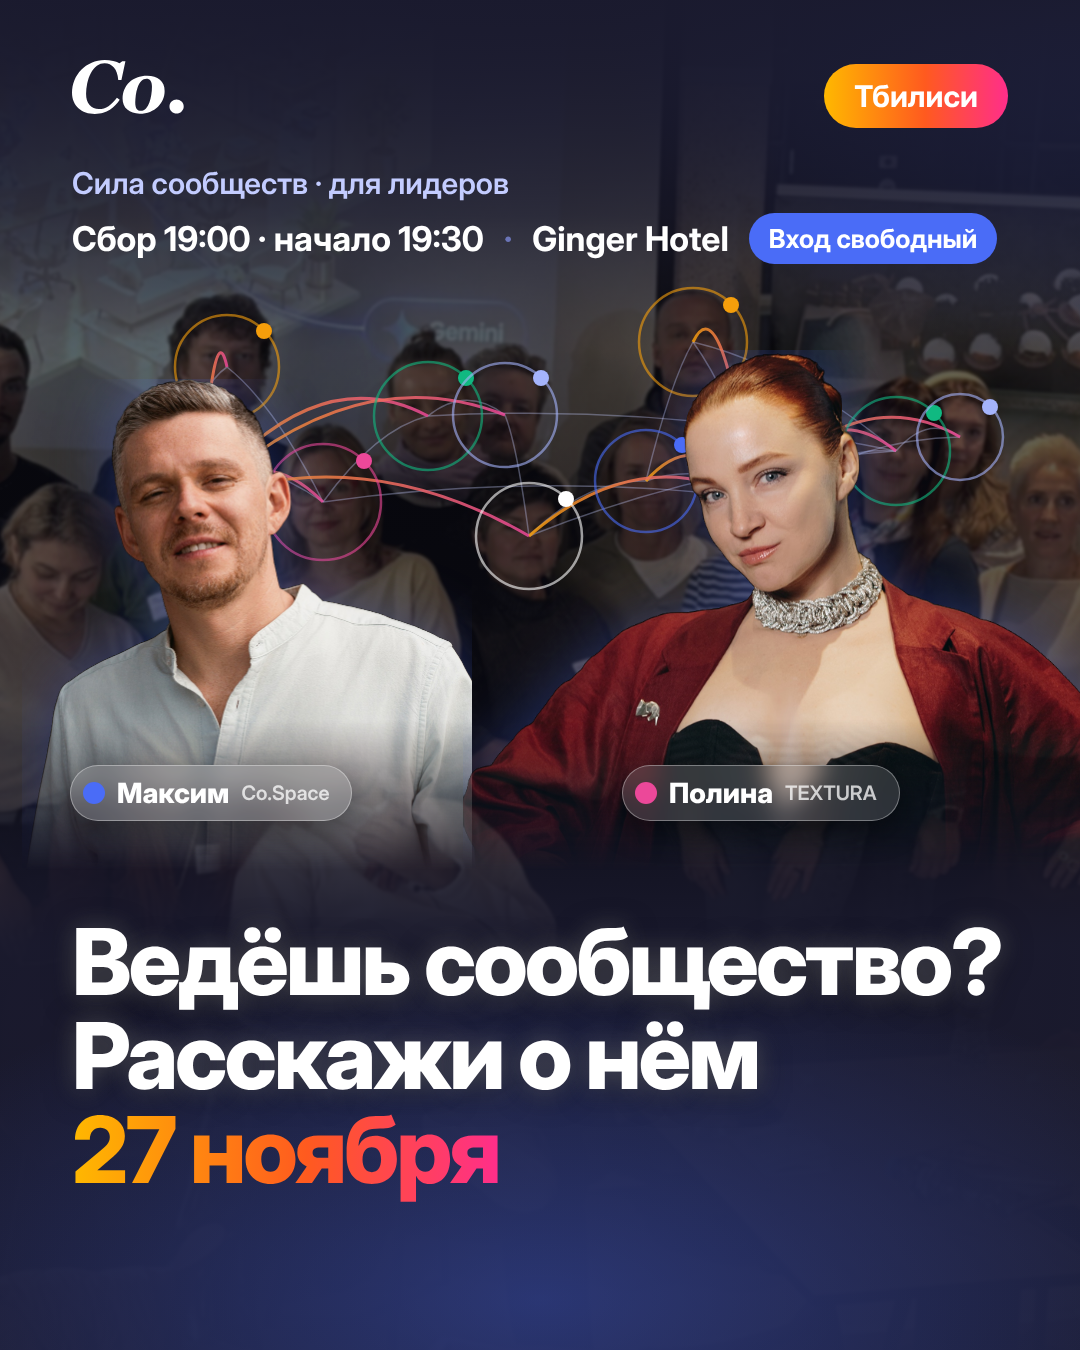 Co.
Тбилиси
Сила сообществ · для лидеров
Сбор 19:00 · начало 19:30 · Ginger Hotel Вход свободный
Gemini
Максим Co.Space
Полина TEXTURA
Ведёшь сообщество?
Расскажи о нём
27 ноября